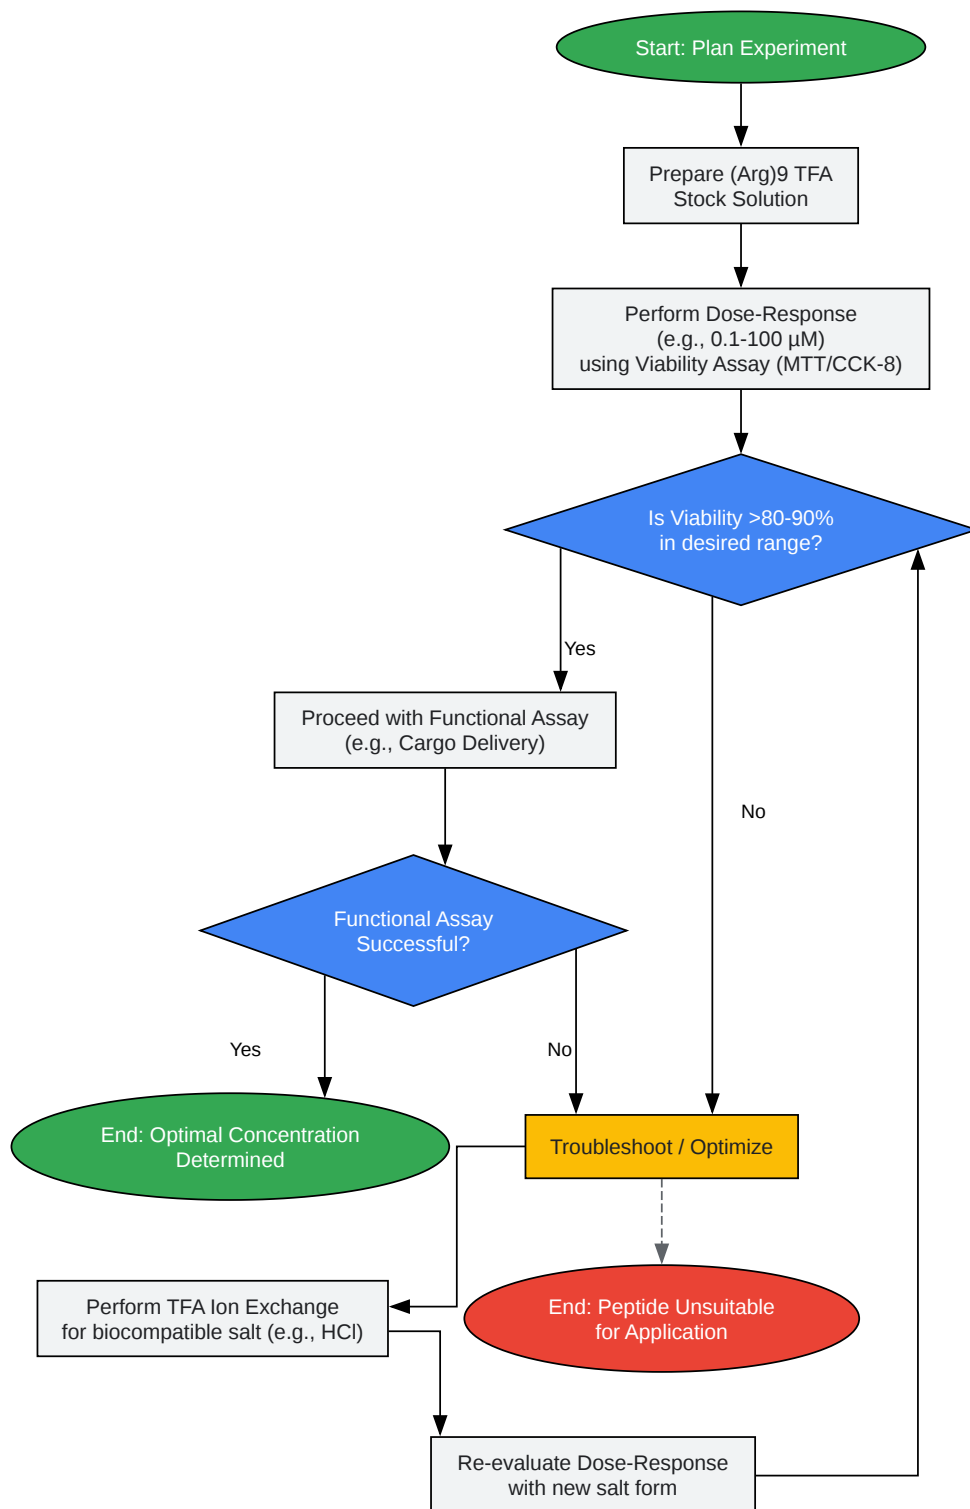 Start: Plan Experiment
Prepare (Arg)9 TFA
Stock Solution
Perform Dose-Response
(e.g., 0.1-100 µM)
using Viability Assay (MTT/CCK-8)
Is Viability >80-90%
in desired range?
Yes
Proceed with Functional Assay
(e.g., Cargo Delivery)
No
Functional Assay
Successful?
Yes
No
End: Optimal Concentration
Determined
Troubleshoot / Optimize
Perform TFA Ion Exchange
for biocompatible salt (e.g., HCl)
End: Peptide Unsuitable
for Application
Re-evaluate Dose-Response
with new salt form